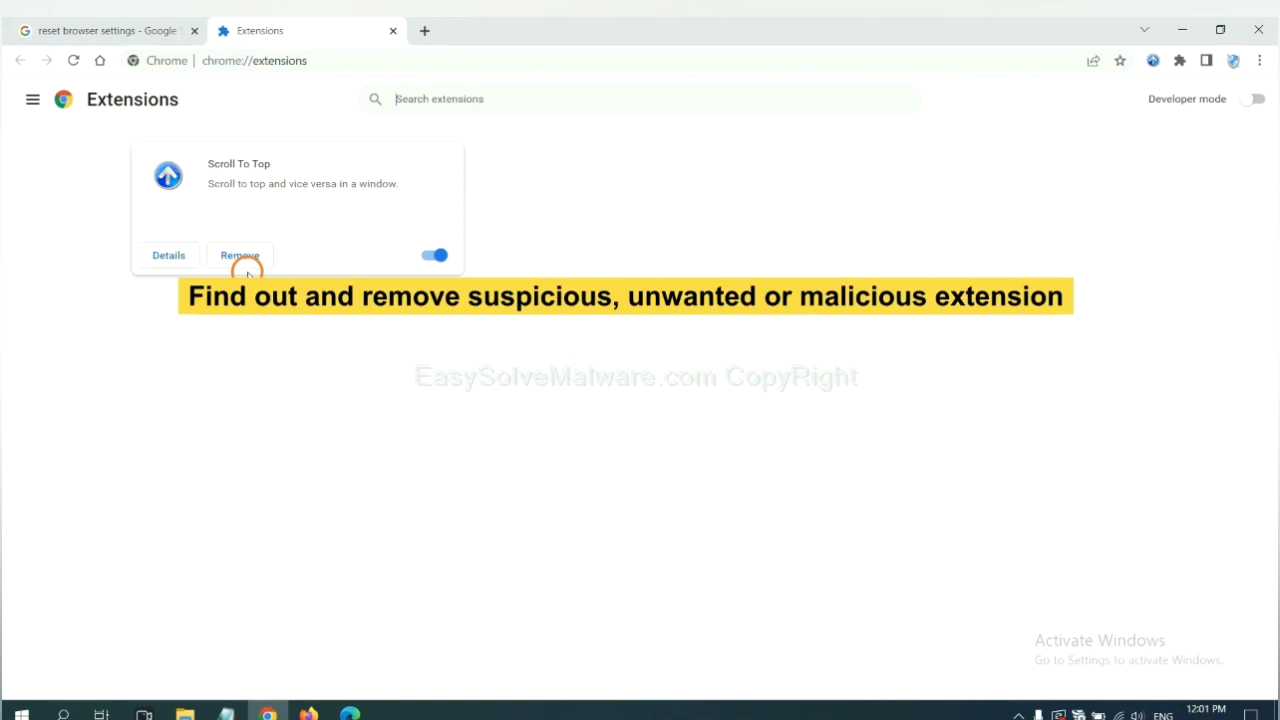 reset browser settings - Google S
Extensions
Chrome | chrome://extensions
Extensions
Search extensions
Developer mode
Scroll To Top
Scroll to top and vice versa in a window.
Details
Remove
Find out and remove suspicious, unwanted or malicious extension
EasySolveMalware.com CopyRight
Activate Windows
Go to Settings to activate Windows.
ENG
12:01 PM